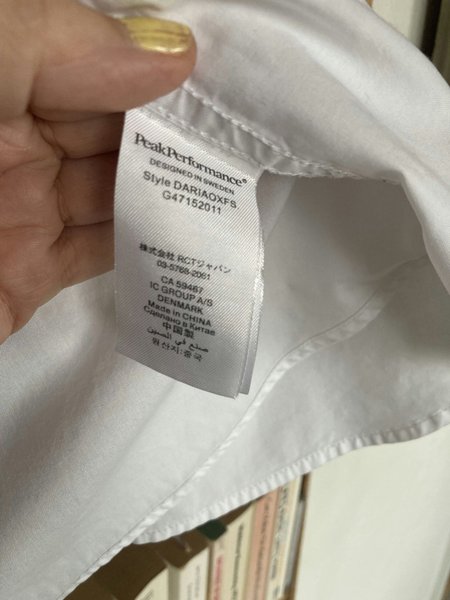 PeakPerformance®
DESIGNED IN SWEDEN
Style DARIAOXFS
G47152011
株式会社 RCTジャパン
03-5768-2061
CA 59467
IC GROUP A/S
DENMARK
Made in CHINA
Сделано в Китае
中国製
صنع في الصين
원산지:중국